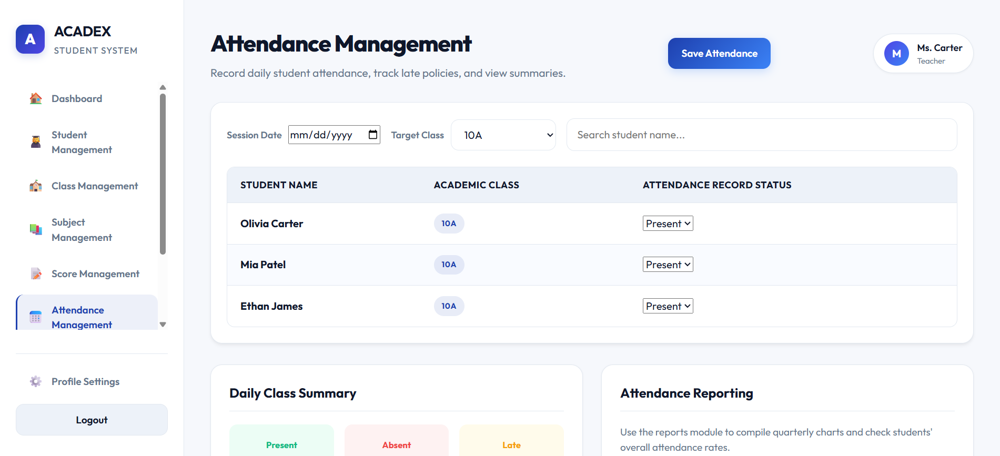 A
ACADEX
STUDENT SYSTEM
Dashboard
Student
Management
Class Management
Subject
Management
Score Management
Attendance
Management
Profile Settings
Logout
Attendance Management
Record daily student attendance, track late policies, and view summaries.
Save Attendance
M
Ms. Carter
Teacher
Session Date
mm/dd/yyyy
Target Class
10A
Search student name...
STUDENT NAME
ACADEMIC CLASS
ATTENDANCE RECORD STATUS
Olivia Carter
10A
Present
Mia Patel
10A
Present
Ethan James
10A
Present
Daily Class Summary
Present
Absent
Late
Attendance Reporting
Use the reports module to compile quarterly charts and check students'
overall attendance rates.